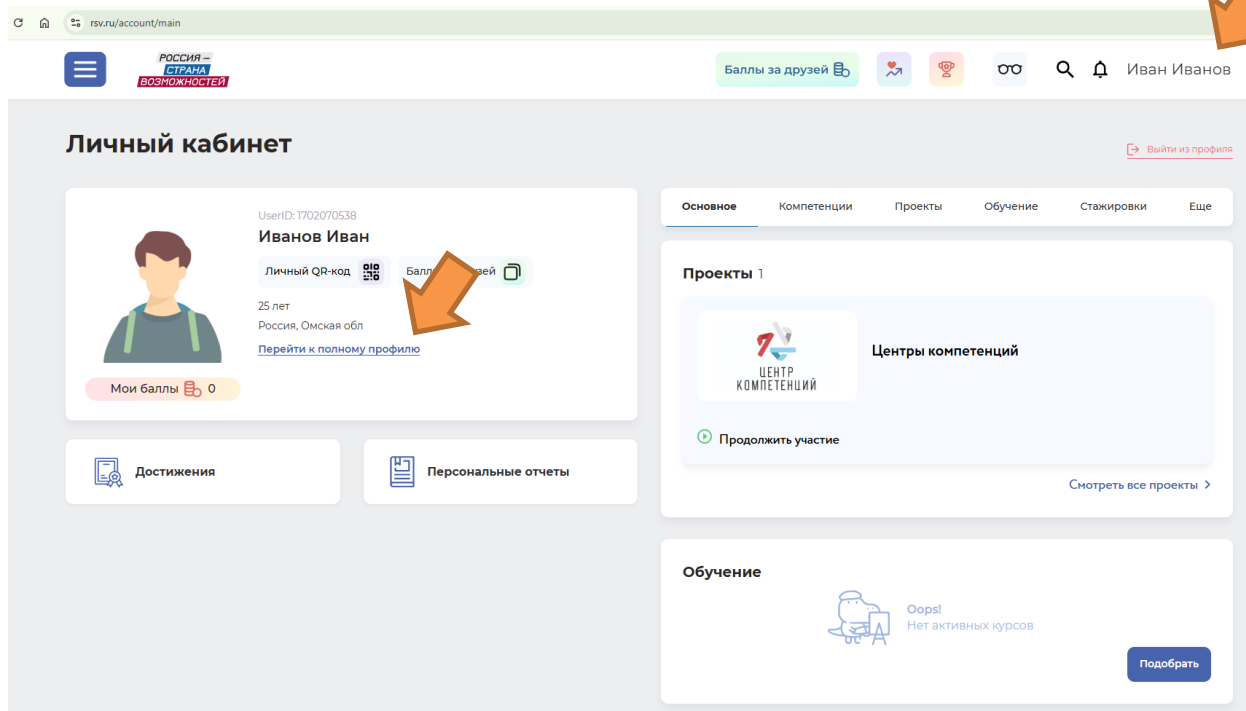 rsv.ru/account/main
РОССИЯ –
СТРАНА
ВОЗМОЖНОСТЕЙ
Баллы за друзей
Иван Иванов
Личный кабинет
Выйти из профиля
UserID: 1702070538
Иванов Иван
Личный QR-код
25 лет
Россия, Омская обл
Перейти к полному профилю
Мои баллы 0
Достижения
Персональные отчеты
Основное Компетенции Проекты Обучение Стажировки Еще
Проекты 1
ЦЕНТР
КОМПЕТЕНЦИЙ
Центры компетенций
Продолжить участие
Смотреть все проекты
Обучение
Oops!
Нет активных курсов
Подобрать